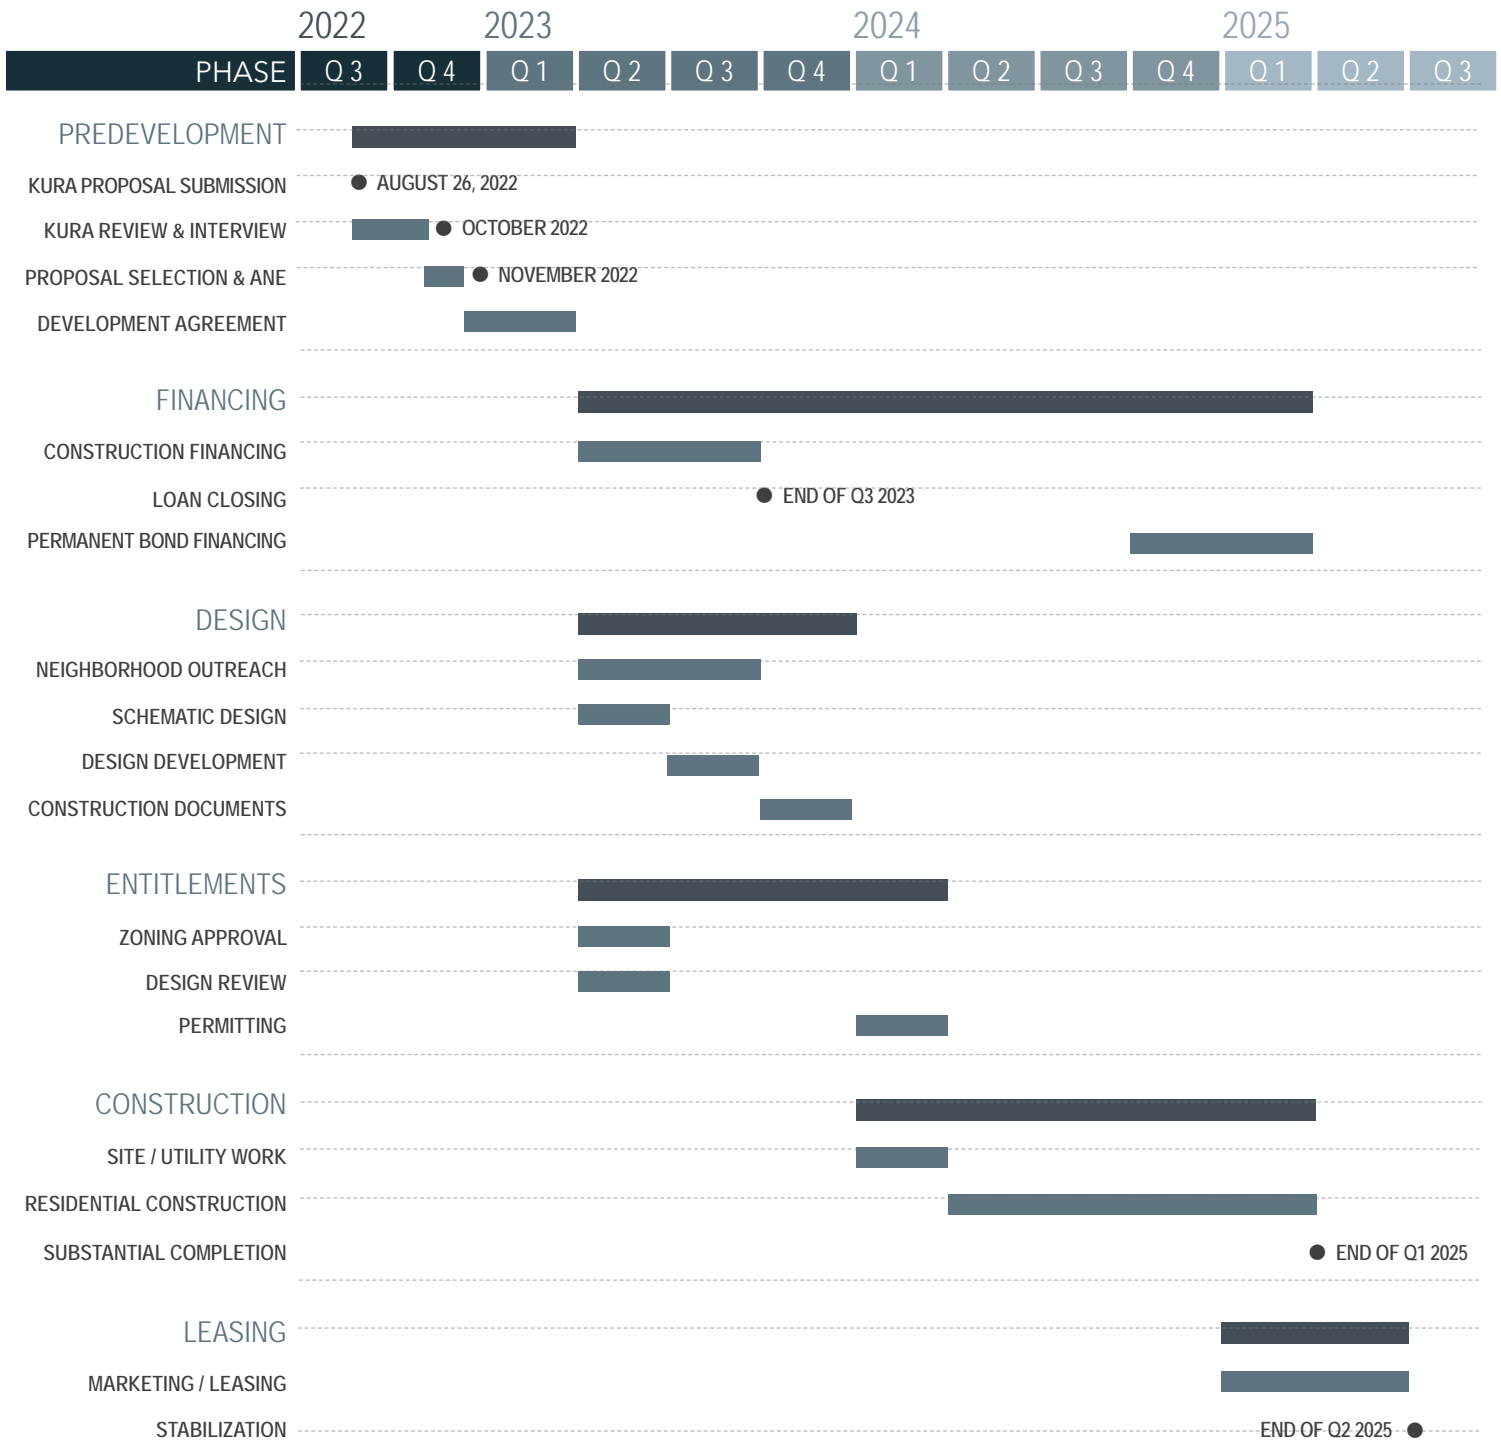 2022 2023 2024 2025
PHASE Q 3 Q 4 Q 1 Q 2 Q 3 Q 4 Q 1 Q 2 Q 3 Q 4 Q 1 Q 2 Q 3
PREDEVELOPMENT
KURA PROPOSAL SUBMISSION AUGUST 26, 2022
KURA REVIEW & INTERVIEW OCTOBER 2022
PROPOSAL SELECTION & ANE NOVEMBER 2022
DEVELOPMENT AGREEMENT
FINANCING
CONSTRUCTION FINANCING
LOAN CLOSING END OF Q3 2023
PERMANENT BOND FINANCING
DESIGN
NEIGHBORHOOD OUTREACH
SCHEMATIC DESIGN
DESIGN DEVELOPMENT
CONSTRUCTION DOCUMENTS
ENTITLEMENTS
ZONING APPROVAL
DESIGN REVIEW
PERMITTING
CONSTRUCTION
SITE / UTILITY WORK
RESIDENTIAL CONSTRUCTION
SUBSTANTIAL COMPLETION END OF Q1 2025
LEASING
MARKETING / LEASING
STABILIZATION END OF Q2 2025